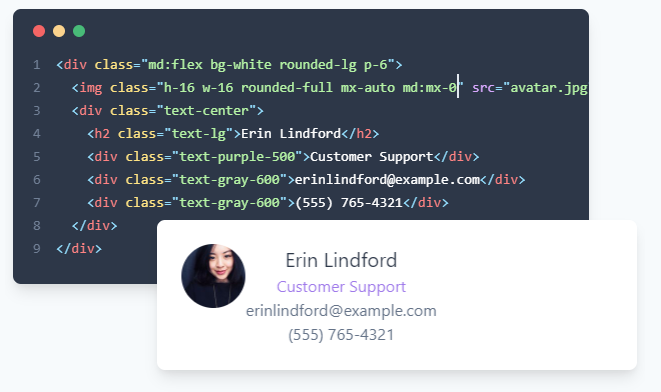 1 <div class="md:flex bg-white rounded-lg p-6">
2 <img class="h-16 w-16 rounded-full mx-auto md:mx-0" src="avatar.jpg
3 <div class="text-center">
4 <h2 class="text-lg">Erin Lindford</h2>
5 <div class="text-purple-500">Customer Support</div>
6 <div class="text-gray-600">erinlindford@example.com</div>
7 <div class="text-gray-600">(555) 765-4321</div>
8 </div>
9 </div>
Erin Lindford
Customer Support
erinlindford@example.com
(555) 765-4321